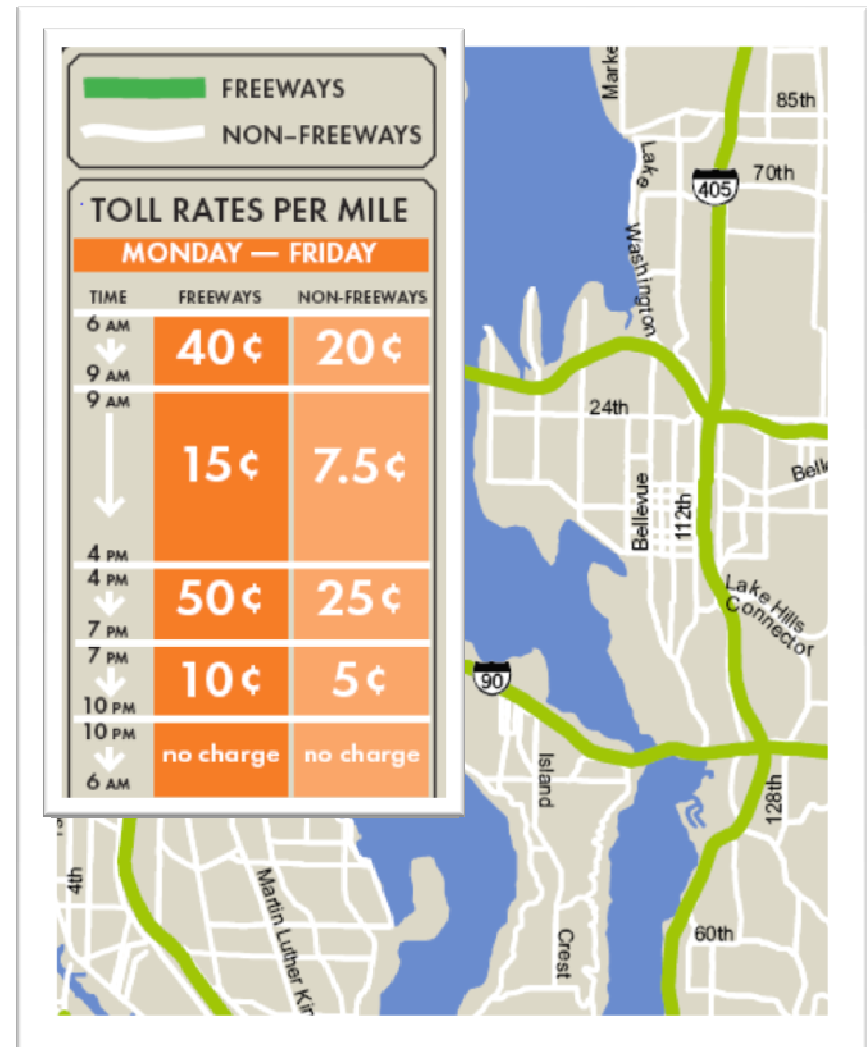 FREEWAYS
NON-FREEWAYS
TOLL RATES PER MILE
MONDAY — FRIDAY
TIME FREEWAYS NON-FREEWAYS
6 AM
9 AM
40¢ 20¢
9 AM
4 PM
15¢ 7.5¢
4 PM
7 PM
50¢ 25¢
7 PM
10 PM
10¢ 5¢
10 PM
6 AM
no charge no charge
85th
Lake Washington
405
70th
24th
Bellevue
112th
Lake Hills
Connector
90
Island
Crest
128th
60th
4th
Martin Luther Kin
Marke
Bell